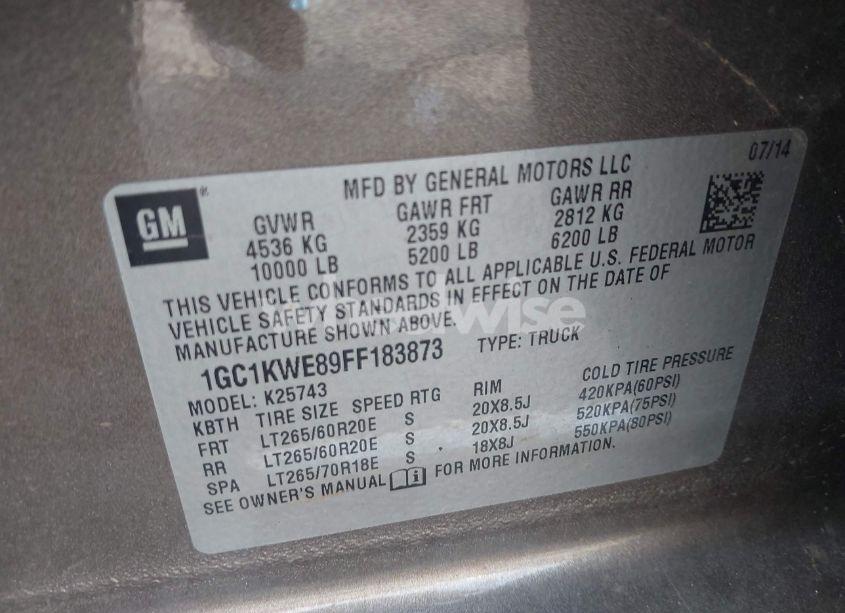 07/14
GM®
MFD BY GENERAL MOTORS LLC
GVWR GAWR FRT GAWR RR
4536 KG 2359 KG 2812 KG
10000 LB 5200 LB 6200 LB
THIS VEHICLE CONFORMS TO ALL APPLICABLE U.S. FEDERAL MOTOR
VEHICLE SAFETY STANDARDS IN EFFECT ON THE DATE OF
MANUFACTURE SHOWN ABOVE.
1GC1KWE89FF183873 TYPE: TRUCK
MODEL: K25743
KBTH TIRE SIZE SPEED RTG RIM COLD TIRE PRESSURE
FRT LT265/60R20E S 20X8.5J 420KPA(60PSI)
RR LT265/60R20E S 20X8.5J 520KPA(75PSI)
SPA LT265/70R18E S 18X8J 550KPA(80PSI)
SEE OWNER'S MANUAL FOR MORE INFORMATION.